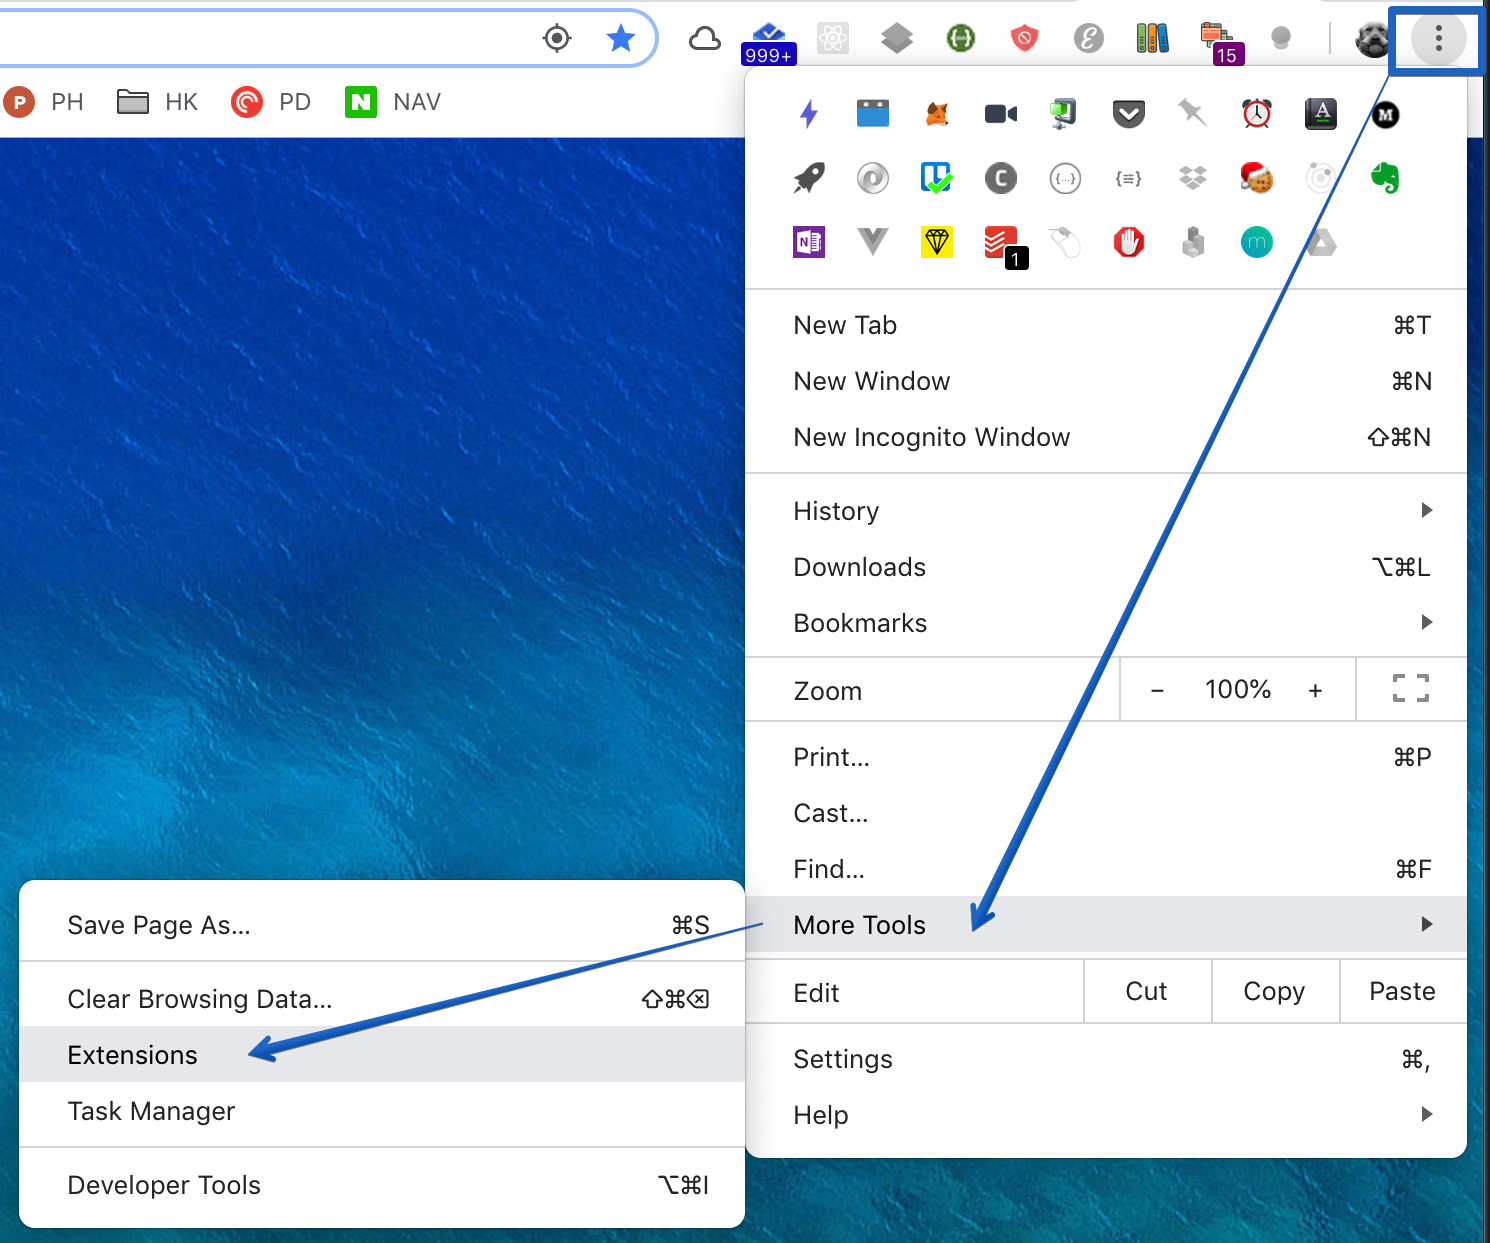 999+
15
P PH
HK
PD
N NAV
A
M
C
{...}
N
1
m
New Tab ⌘T
New Window ⌘N
New Incognito Window ⇧⌘N
History
Downloads ⌥⌘L
Bookmarks
Zoom − 100% +
Print... ⌘P
Cast...
Find... ⌘F
More Tools
Edit Cut Copy Paste
Settings ⌘,
Help
Save Page As... ⌘S
Clear Browsing Data... ⇧⌘⌫
Extensions
Task Manager
Developer Tools ⌥⌘I